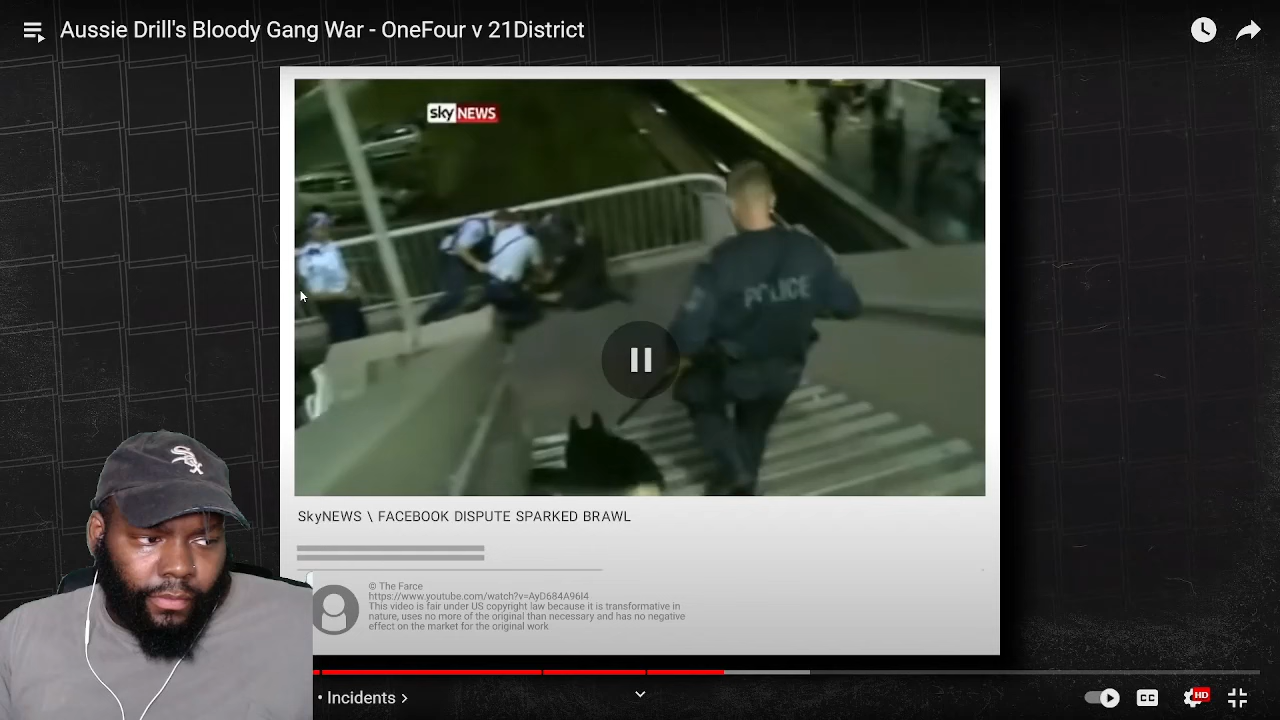 Aussie Drill's Bloody Gang War - OneFour v 21District
sky NEWS
POLICE
SkyNEWS \ FACEBOOK DISPUTE SPARKED BRAWL
© The Farce
https://www.youtube.com/watch?v=AyD684A96I4
This video is fair under US copyright law because it is transformative in
nature, uses no more of the original than necessary and has no negative
effect on the market for the original work
• Incidents >
CC
HD